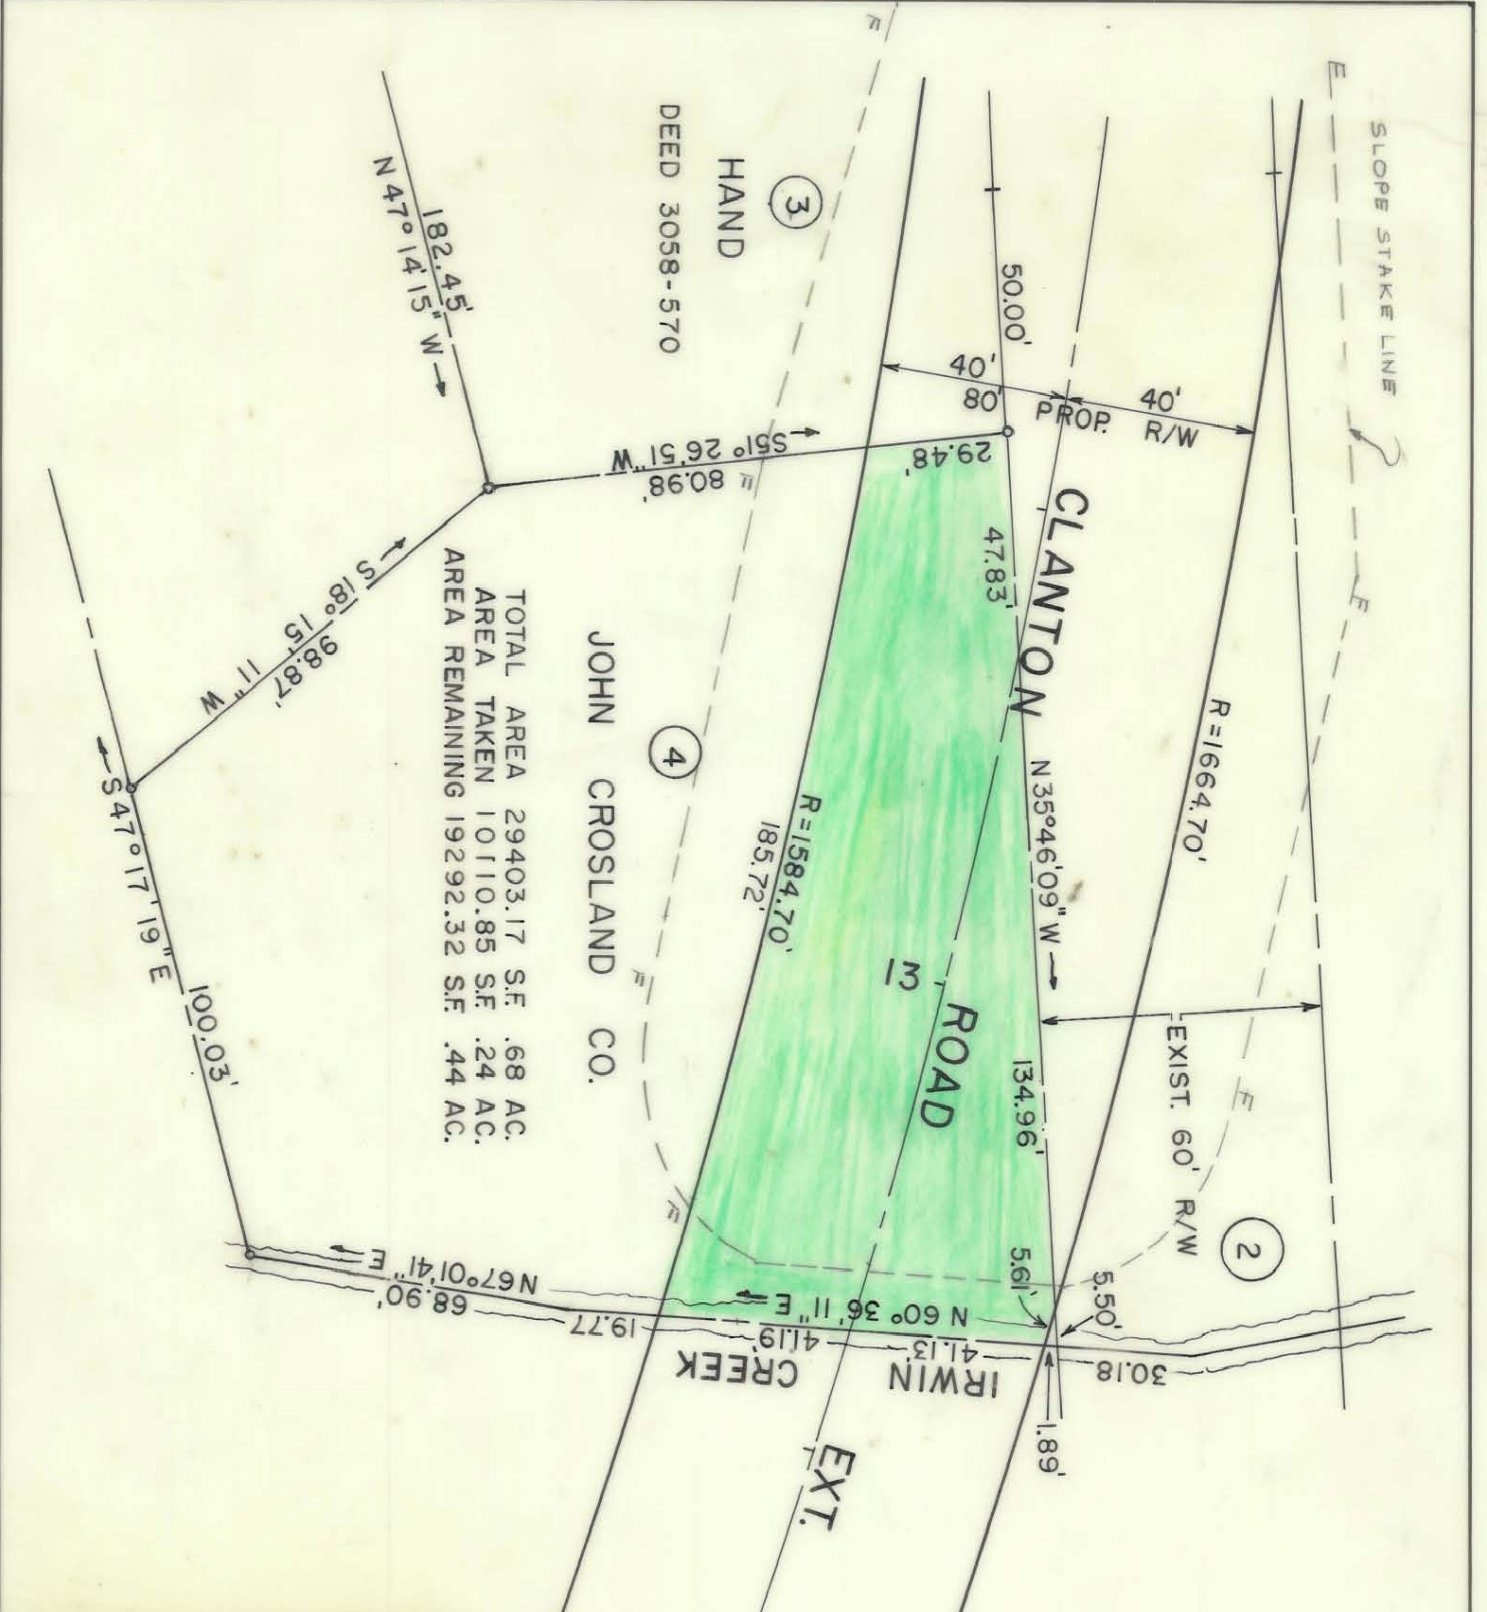 SLOPE STAKE LINE
CLANTON ROAD EXT.
R=1664.70'
EXIST. 60' R/W
2
40'
40'
80' PROP. R/W
50.00'
47.83'
N35°46'09"W
134.96'
5.61'
5.50'
1.89'
30.18
29.48'
13
R=1584.70'
185.72'
N 60° 36' 11" E
41.13'
41.19'
19.77
IRWIN CREEK
N67°01'41" E
68.90'
3
HAND
DEED 3058-570
182.45'
N 47° 14' 15" W
S51° 26' 51" W
80.98'
4
JOHN CROSLAND CO.
TOTAL AREA 29403.17 S.F. .68 AC.
AREA TAKEN 10110.85 S.F. .24 AC.
AREA REMAINING 19292.32 S.F. .44 AC.
S 18° 15' 11" W
98.87'
S47°17'19"E
100.03'
F
F
F
F
F
F
E